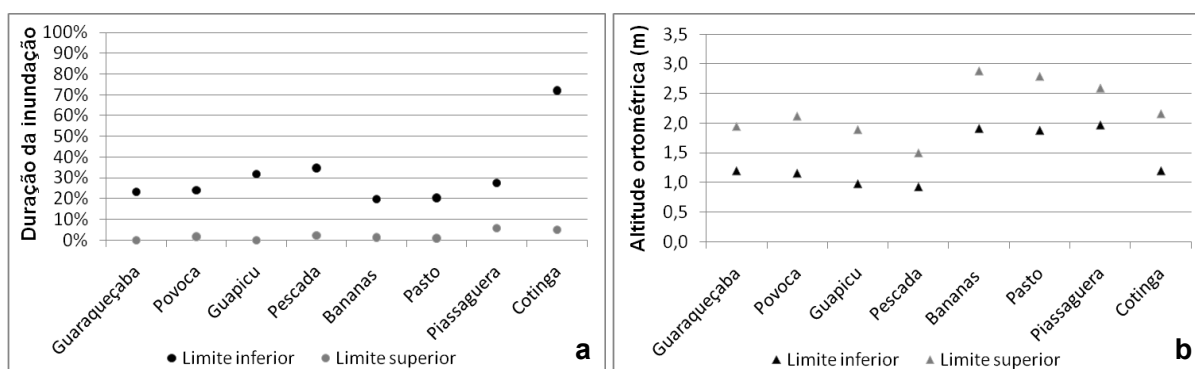 Duração da inundação
100%
90%
80%
70%
60%
50%
40%
30%
20%
10%
0%
Guaraqueçaba
Povoca
Guapicu
Pescada
Bananas
Pasto
Piassaguera
Cotinga
Limite inferior
Limite superior
a
Altitude ortométrica (m)
3,5
3,0
2,5
2,0
1,5
1,0
0,5
0,0
Guaraqueçaba
Povoca
Guapicu
Pescada
Bananas
Pasto
Piassaguera
Cotinga
Limite inferior
Limite superior
b